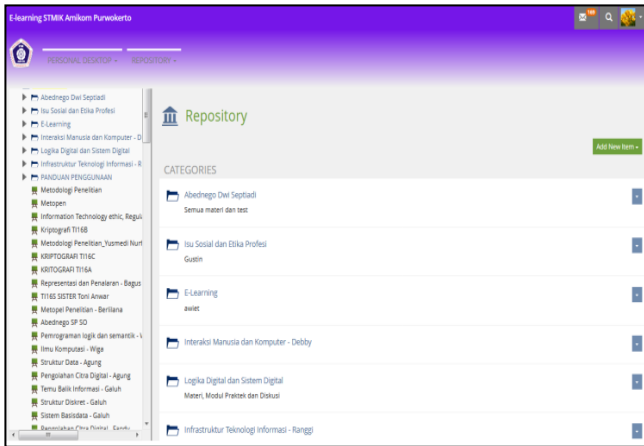 E-learning STMIK Amikom Purwokerto
PERSONAL DESKTOP
REPOSITORY
Abednego Dwi Septiadi
Isu Sosial dan Etika Profesi
E-Learning
Interaksi Manusia dan Komputer - D
Logika Digital dan Sistem Digital
Infrastruktur Teknologi Informasi - R
PANDUAN PENGGUNAAN
Metodologi Penelitian
Metopen
Information Technology ethic, Regul
Kriptografi TI16B
Metodologi Penelitian_Yusmedi Nurf
KRIPTOGRAFI TI16C
KRITOGRAFI TI16A
Representasi dan Penalaran - Bagus
TI16S SISTER Toni Anwar
Metopel Penelitian - Berlilana
Abednego SP SO
Pemrograman logik dan semantik -
Ilmu Komputasi - Wiga
Struktur Data - Agung
Pengolahan Citra Digital - Agung
Temu Balik Informasi - Galuh
Struktur Diskret - Galuh
Sistem Basisdata - Galuh
Pengolahan Citra Digital - Fandy
Repository
Add New Item
CATEGORIES
Abednego Dwi Septiadi
Semua materi dan test
Isu Sosial dan Etika Profesi
Gustin
E-Learning
awiet
Interaksi Manusia dan Komputer - Debby
Logika Digital dan Sistem Digital
Materi, Modul Praktek dan Diskusi
Infrastruktur Teknologi Informasi - Ranggi